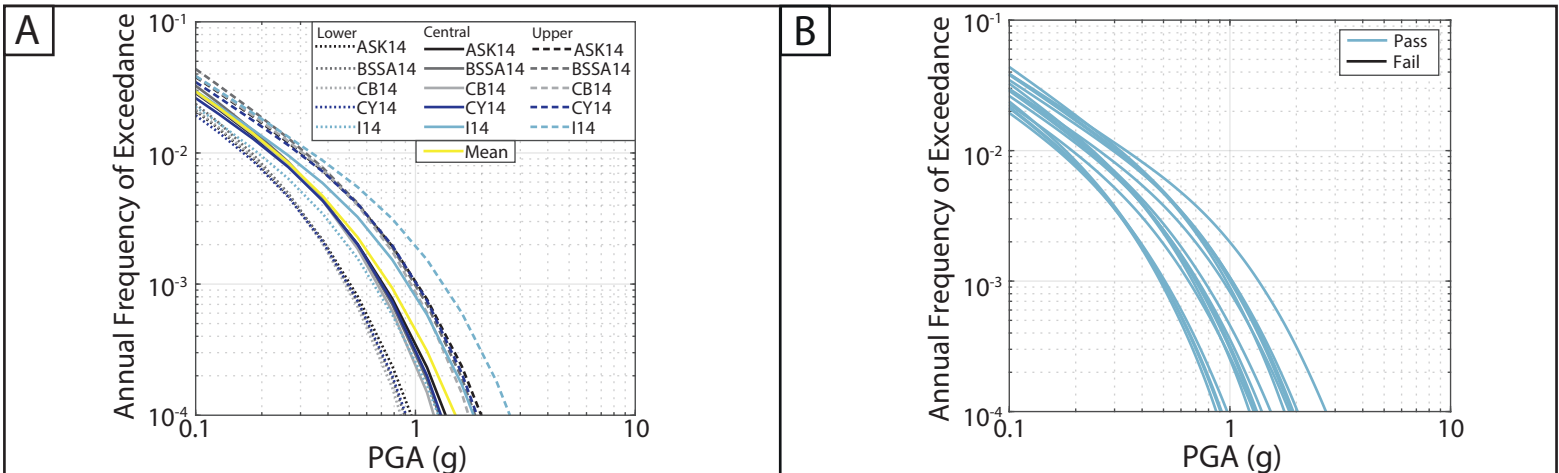 A
Annual Frequency of Exceedance
10-1
10-2
10-3
10-4
0.1
1
10
PGA (g)
Lower Central Upper
ASK14 ASK14 ASK14
BSSA14 BSSA14 BSSA14
CB14 CB14 CB14
CY14 CY14 CY14
I14 I14 I14
Mean
B
Annual Frequency of Exceedance
10-1
10-2
10-3
10-4
0.1
1
10
PGA (g)
Pass
Fail